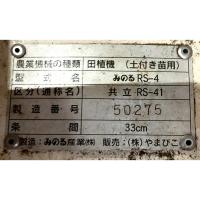 農業機械の種類 田植機 (土付き苗用)
型式名 みのる RS-4
区分(通称名) 共立 RS-41
製造番号 50275
条間 33cm
製造:みのる産業(株) 販売:(株)やまびこ